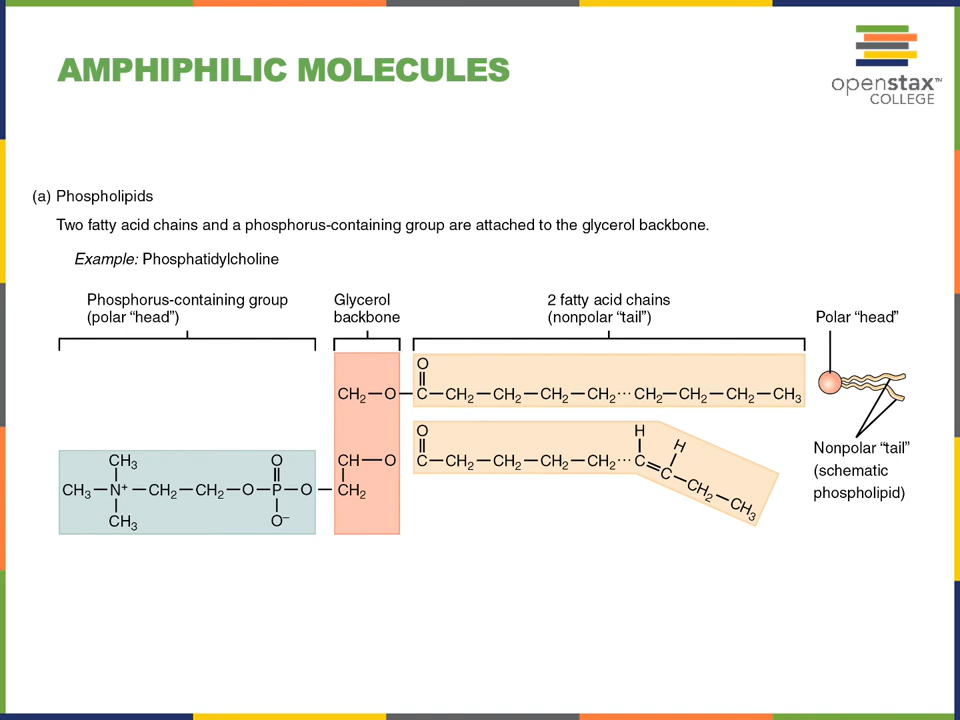 AMPHIPHILIC MOLECULES
openstax™
COLLEGE
(a) Phospholipids
Two fatty acid chains and a phosphorus-containing group are attached to the glycerol backbone.
Example: Phosphatidylcholine
Phosphorus-containing group
(polar “head”)
Glycerol
backbone
2 fatty acid chains
(nonpolar “tail”)
Polar “head”
O
CH₂—O—C—CH₂—CH₂—CH₂—CH₂···CH₂—CH₂—CH₂—CH₃
O H H
CH—O C—CH₂—CH₂—CH₂—CH₂···C=C—CH₂—CH₃
CH₃ O
CH₃—N⁺—CH₂—CH₂—O—P—O—CH₂
CH₃ O⁻
Nonpolar “tail”
(schematic
phospholipid)